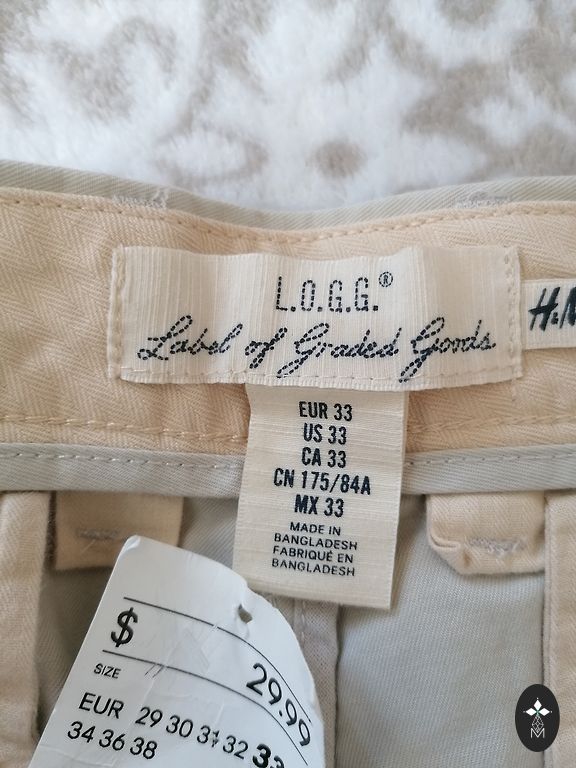 L.O.G.G.®
Label of Graded Goods
H&M
EUR 33
US 33
CA 33
CN 175/84A
MX 33
MADE IN
BANGLADESH
FABRIQUÉ EN
BANGLADESH
$
29.99
SIZE
EUR 29 30 31 32 33
34 36 38
M